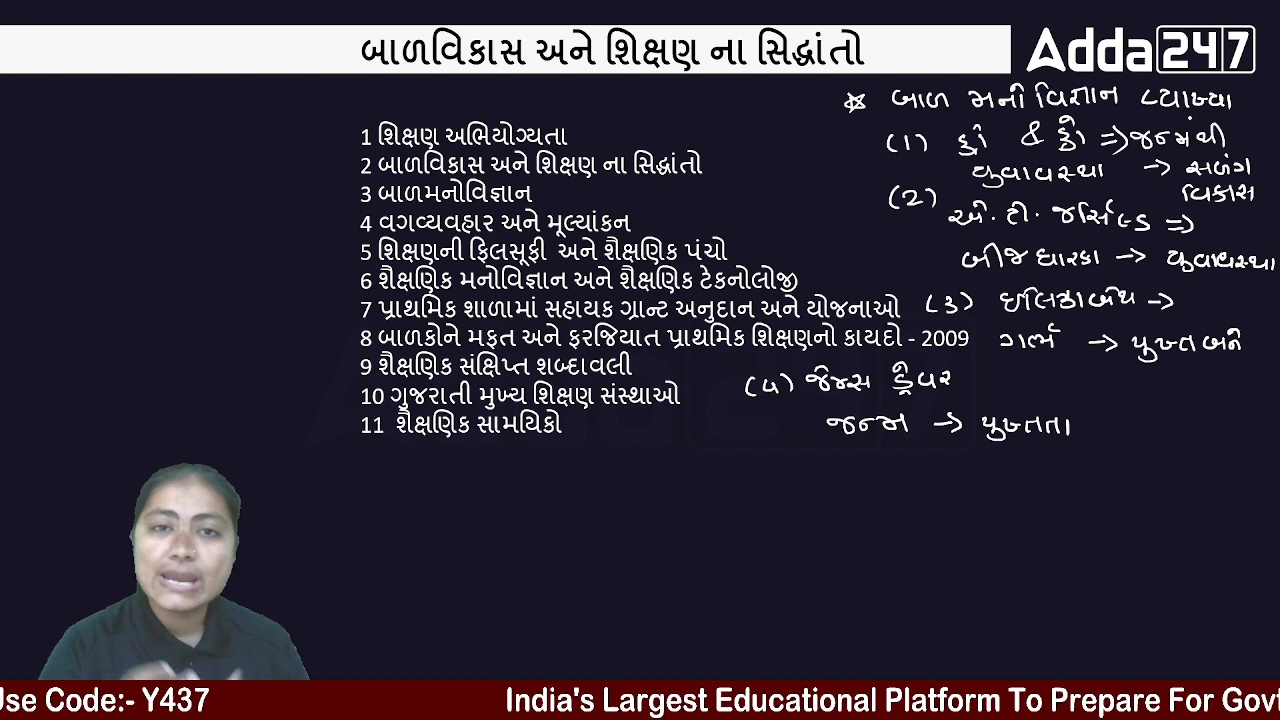 બાળવિકાસ અને શિક્ષણ ના સિદ્ધાંતો
Adda247
1 શિક્ષણ અભિયોગ્યતા
2 બાળવિકાસ અને શિક્ષણ ના સિદ્ધાંતો
3 બાળમનોવિજ્ઞાન
4 વગવ્યવહાર અને મૂલ્યાંકન
5 શિક્ષણની ફિલસૂફી અને શૈક્ષણિક પંચો
6 શૈક્ષણિક મનોવિજ્ઞાન અને શૈક્ષણિક ટેકનોલોજી
7 પ્રાથમિક શાળામાં સહાયક ગ્રાન્ટ અનુદાન અને યોજનાઓ
8 બાળકોને મફત અને ફરજિયાત પ્રાથમિક શિક્ષણનો કાયદો - 2009
9 શૈક્ષણિક સંક્ષિપ્ત શબ્દાવલી
10 ગુજરાતી મુખ્ય શિક્ષણ સંસ્થાઓ
11 શૈક્ષણિક સામયિકો
☆ બાળ મનોવિજ્ઞાન વ્યાખ્યા
(1) ક્રો & ક્રો => જન્મથી
યુવાવસ્થા -> સળંગ
વિકાસ
(2) એ. ટી. જર્સિલ્ડ =>
બીજ ધારણા -> યુવાવસ્થા
(3) ઇલિઝાબેથ ->
ગર્ભ -> પુખ્ત બને
(4) જેમ્સ ડ્રેવર
જન્મ -> પુખ્તતા
Use Code:- Y437
India's Largest Educational Platform To Prepare For Govt